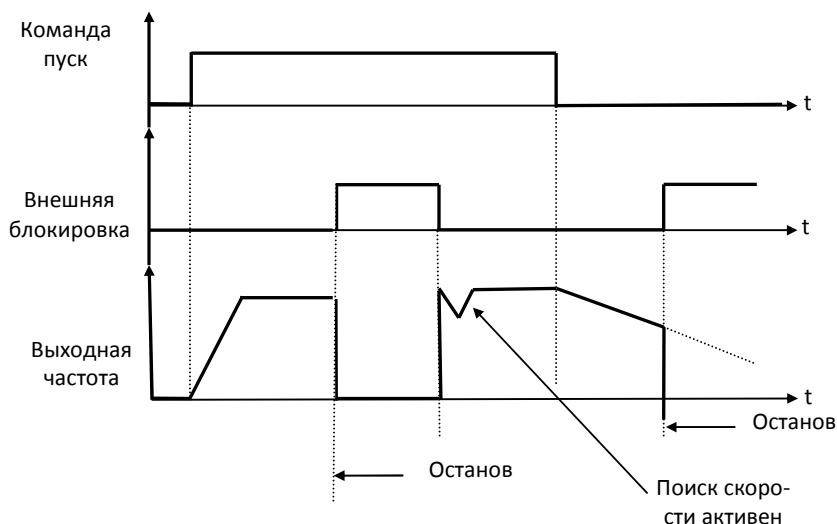 Команда
пуск
t
Внешняя
блокировка
t
Выходная
частота
t
Останов
Останов
Поиск скоро-
сти активен